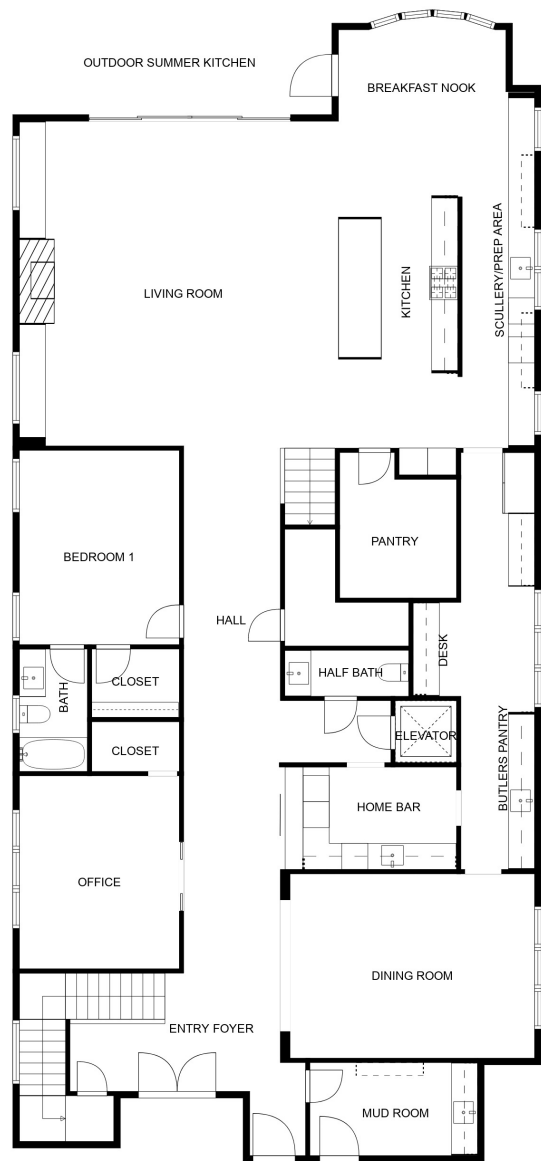 OUTDOOR SUMMER KITCHEN
BREAKFAST NOOK
SCULLERY/PREP AREA
KITCHEN
LIVING ROOM
PANTRY
BEDROOM 1
HALL
DESK
HALF BATH
CLOSET
BATH
ELEVATOR
CLOSET
BUTLERS PANTRY
HOME BAR
OFFICE
DINING ROOM
ENTRY FOYER
MUD ROOM